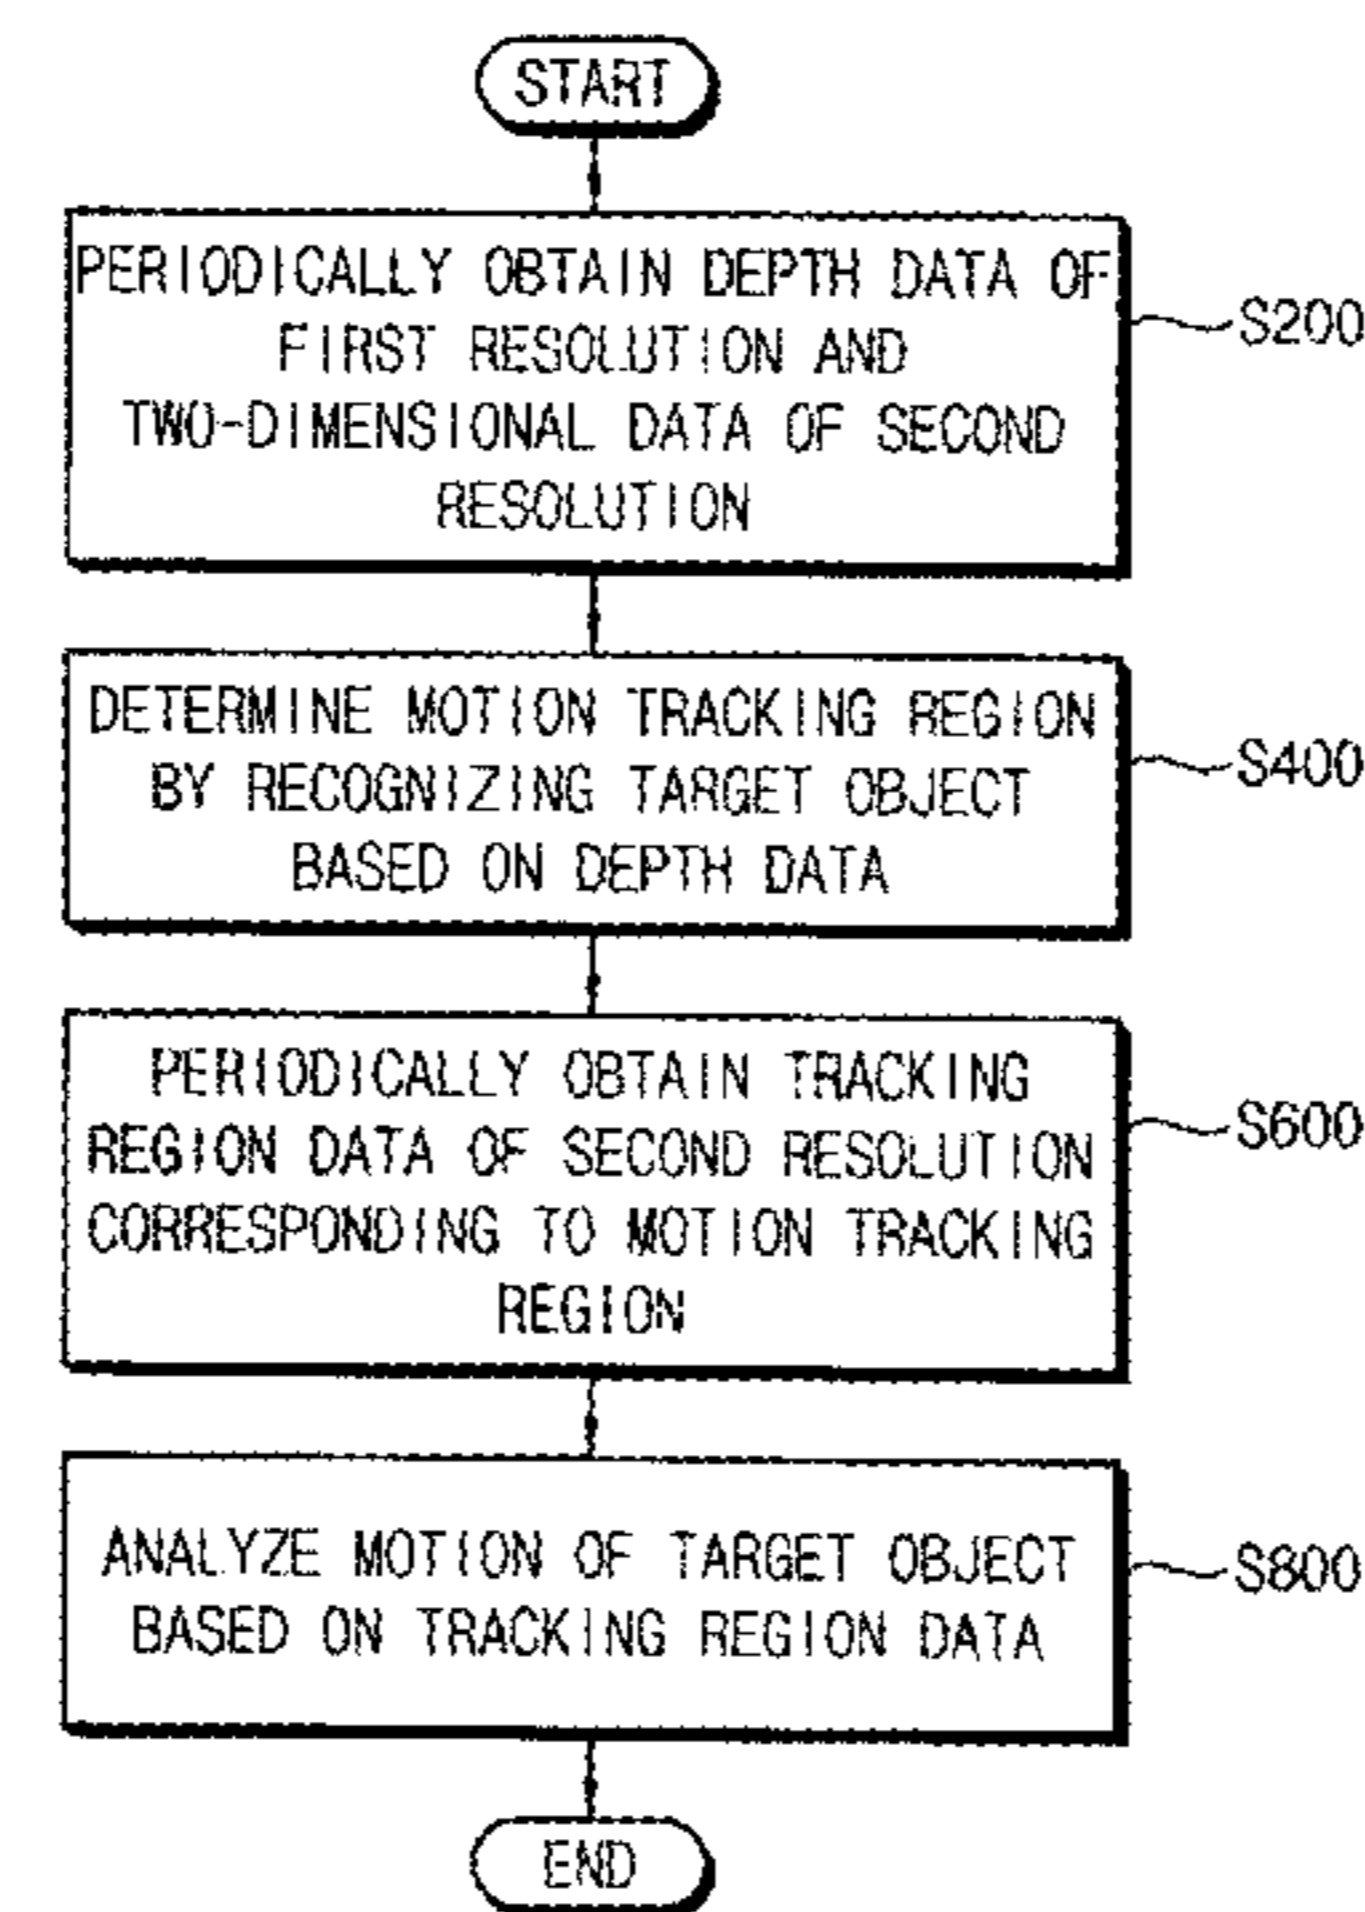 START
PERIODICALLY OBTAIN DEPTH DATA OF
FIRST RESOLUTION AND
TWO-DIMENSIONAL DATA OF SECOND
RESOLUTION
S200
DETERMINE MOTION TRACKING REGION
BY RECOGNIZING TARGET OBJECT
BASED ON DEPTH DATA
S400
PERIODICALLY OBTAIN TRACKING
REGION DATA OF SECOND RESOLUTION
CORRESPONDING TO MOTION TRACKING
REGION
S600
ANALYZE MOTION OF TARGET OBJECT
BASED ON TRACKING REGION DATA
S800
END